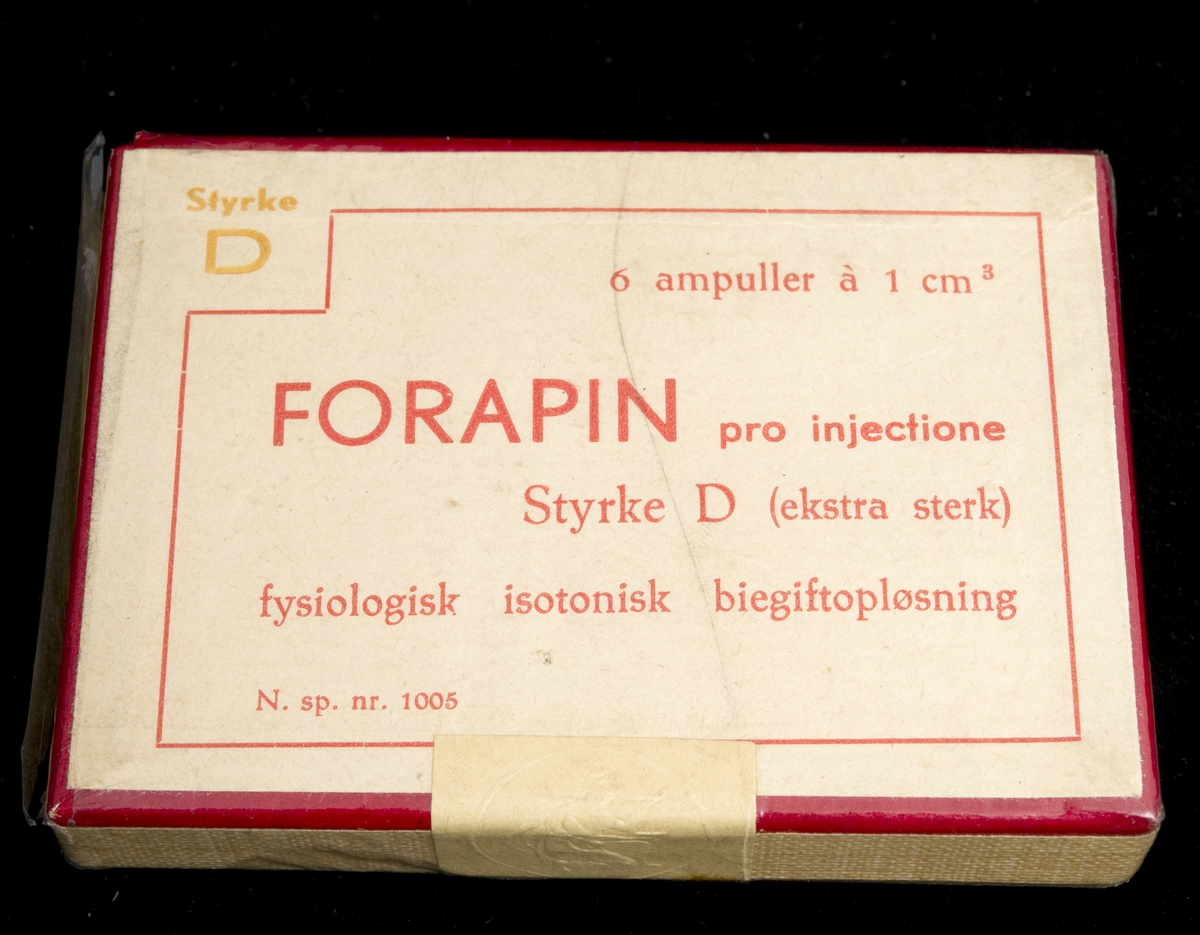 Styrke
D
6 ampuller à 1 cm³
FORAPIN pro injectione
Styrke D (ekstra sterk)
fysiologisk isotonisk biegiftopløsning
N. sp. nr. 1005